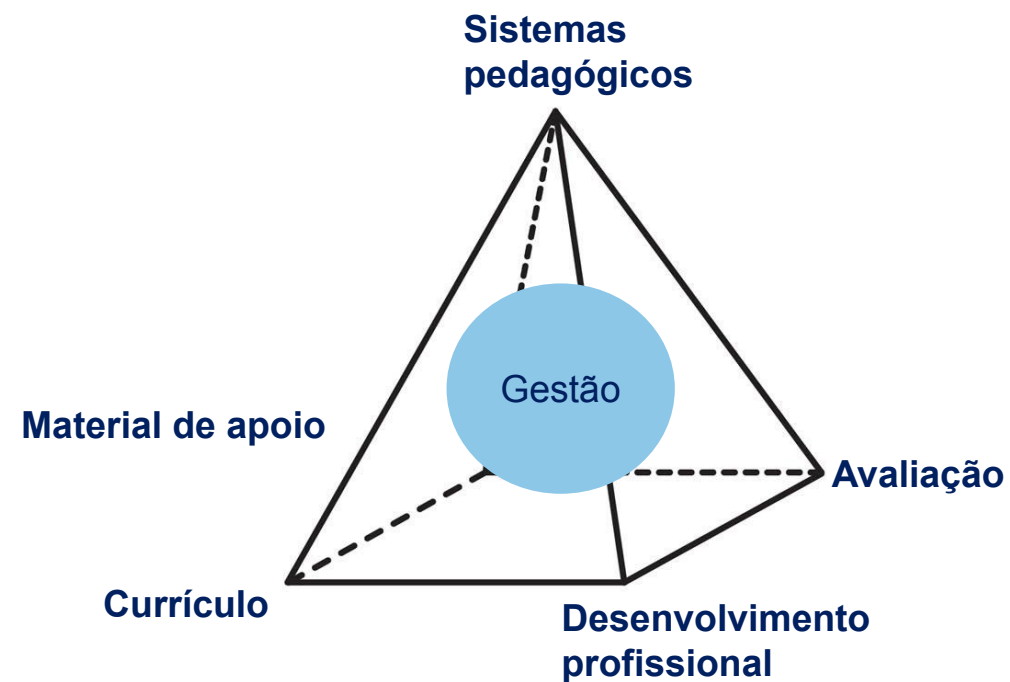 Sistemas
pedagógicos
Gestão
Material de apoio
Avaliação
Currículo
Desenvolvimento
profissional